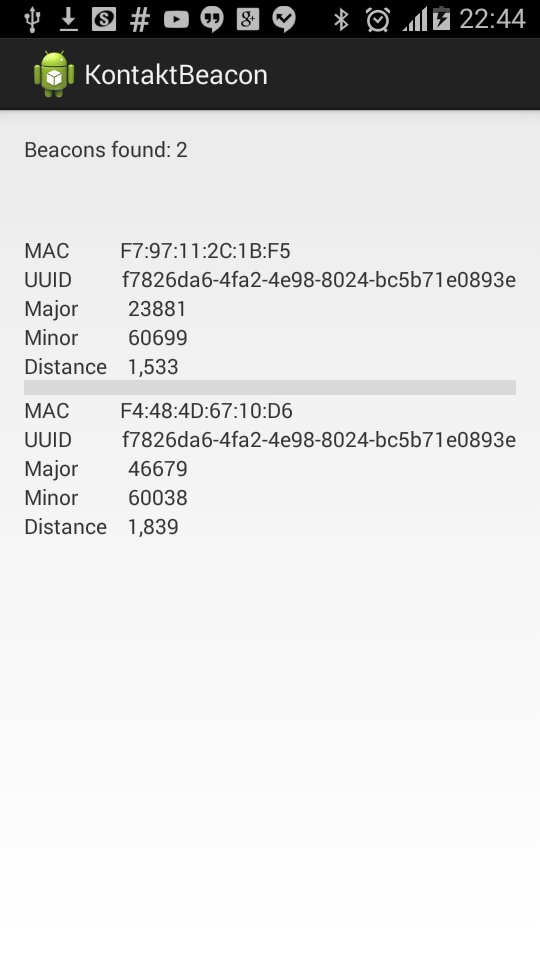 22:44
KontaktBeacon
Beacons found: 2
MAC F7:97:11:2C:1B:F5
UUID f7826da6-4fa2-4e98-8024-bc5b71e0893e
Major 23881
Minor 60699
Distance 1,533
MAC F4:48:4D:67:10:D6
UUID f7826da6-4fa2-4e98-8024-bc5b71e0893e
Major 46679
Minor 60038
Distance 1,839